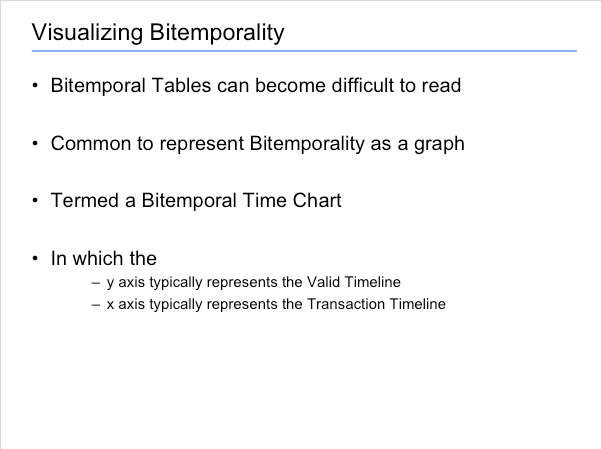 Visualizing Bitemporality
• Bitemporal Tables can become difficult to read
• Common to represent Bitemporality as a graph
• Termed a Bitemporal Time Chart
• In which the
– y axis typically represents the Valid Timeline
– x axis typically represents the Transaction Timeline